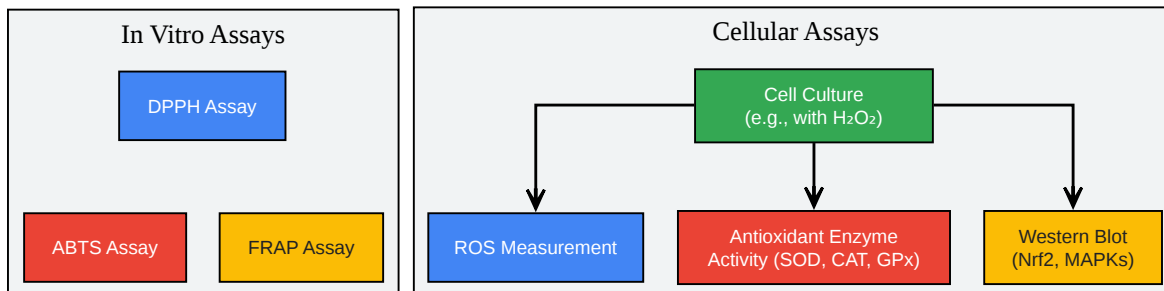 In Vitro Assays
DPPH Assay
ABTS Assay
FRAP Assay
Cellular Assays
Cell Culture
(e.g., with H₂O₂)
ROS Measurement
Antioxidant Enzyme
Activity (SOD, CAT, GPx)
Western Blot
(Nrf2, MAPKs)